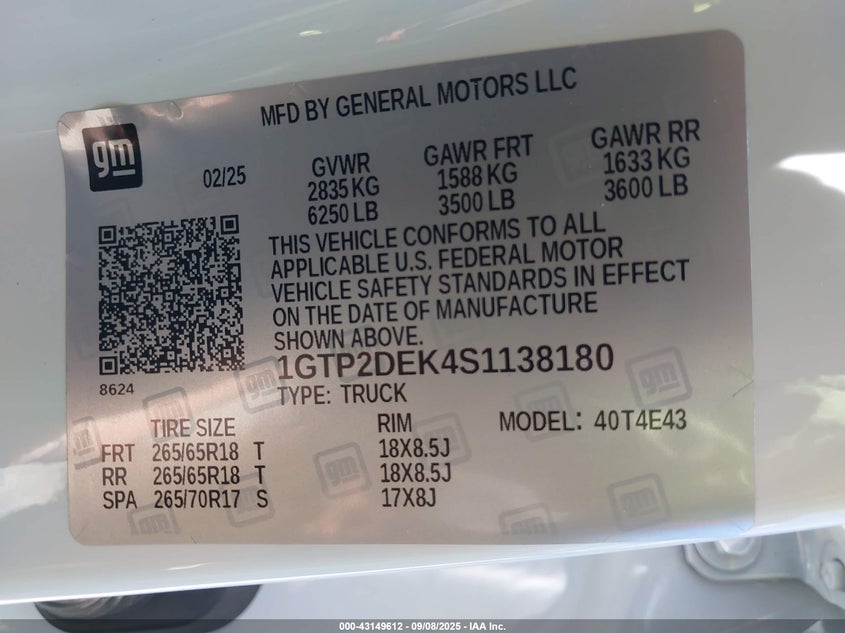 MFD BY GENERAL MOTORS LLC
gm
02/25
GVWR GAWR FRT GAWR RR
2835 KG 1588 KG 1633 KG
6250 LB 3500 LB 3600 LB
THIS VEHICLE CONFORMS TO ALL
APPLICABLE U.S. FEDERAL MOTOR
VEHICLE SAFETY STANDARDS IN EFFECT
ON THE DATE OF MANUFACTURE
SHOWN ABOVE.
1GTP2DEK4S1138180
8624
TYPE: TRUCK
TIRE SIZE RIM MODEL: 40T4E43
FRT 265/65R18 T 18X8.5J
RR 265/65R18 T 18X8.5J
SPA 265/70R17 S 17X8J
000-43149612 - 09/08/2025 - IAA Inc.